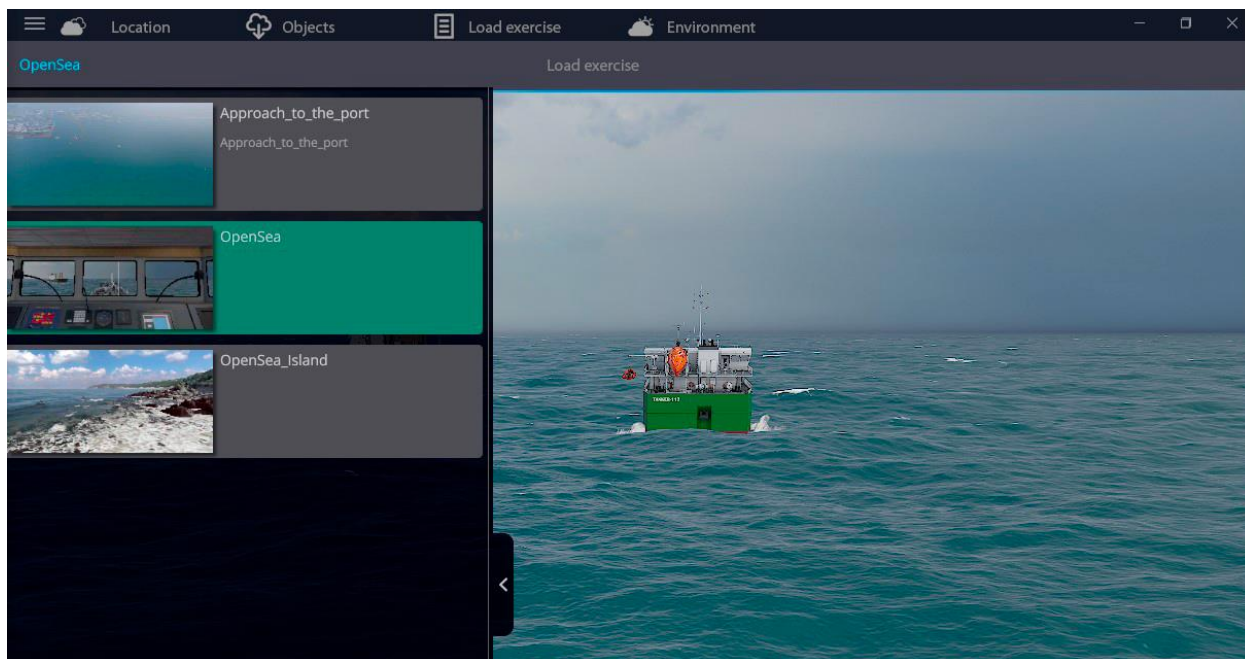 Location
Objects
Load exercise
Environment
OpenSea
Load exercise
Approach_to_the_port
Approach_to_the_port
OpenSea
OpenSea_Island